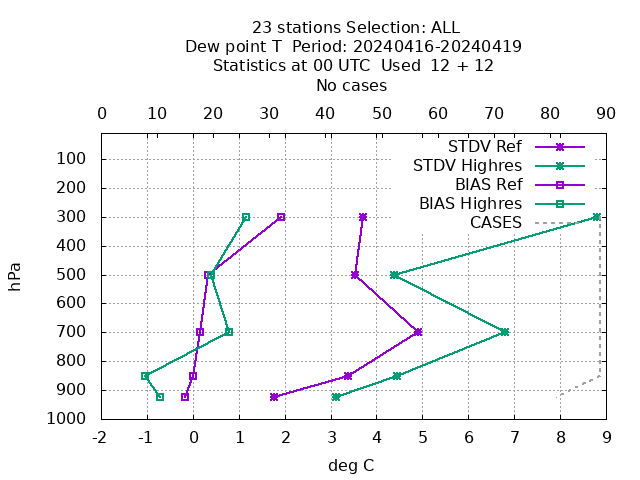 23 stations Selection: ALL
Dew point T  Period: 20240416-20240419
Statistics at 00 UTC  Used  12 + 12
No cases
0 10 20 30 40 50 60 70 80 90
STDV Ref
STDV Highres
BIAS Ref
BIAS Highres
CASES
100
200
300
400
500
600
700
800
900
1000
hPa
-2 -1 0 1 2 3 4 5 6 7 8 9
deg C